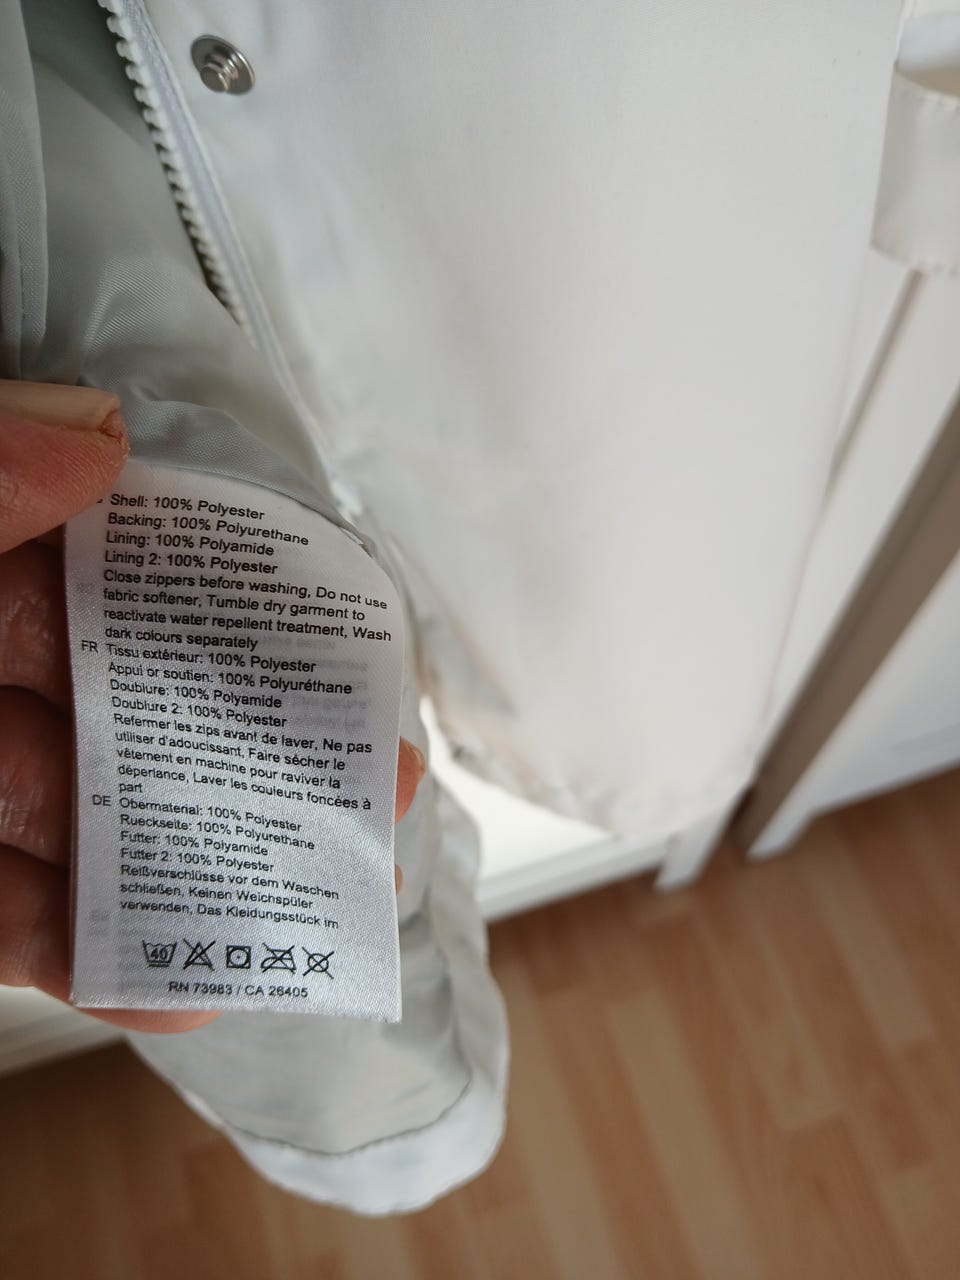 Shell: 100% Polyester
Backing: 100% Polyurethane
Lining: 100% Polyamide
Lining 2: 100% Polyester
Close zippers before washing, Do not use
fabric softener, Tumble dry garment to
reactivate water repellent treatment, Wash
dark colours separately
FR Tissu extérieur: 100% Polyester
Appui or soutien: 100% Polyuréthane
Doublure: 100% Polyamide
Doublure 2: 100% Polyester
Refermer les zips avant de laver, Ne pas
utiliser d'adoucissant, Faire sécher le
vêtement en machine pour raviver la
déperlance, Laver les couleurs foncées à
part
DE Obermaterial: 100% Polyester
Rueckseite: 100% Polyurethane
Futter: 100% Polyamide
Futter 2: 100% Polyester
Reißverschlüsse vor dem Waschen
schließen, Keinen Weichspüler
verwenden, Das Kleidungsstück im
40
RN 73983 / CA 26405